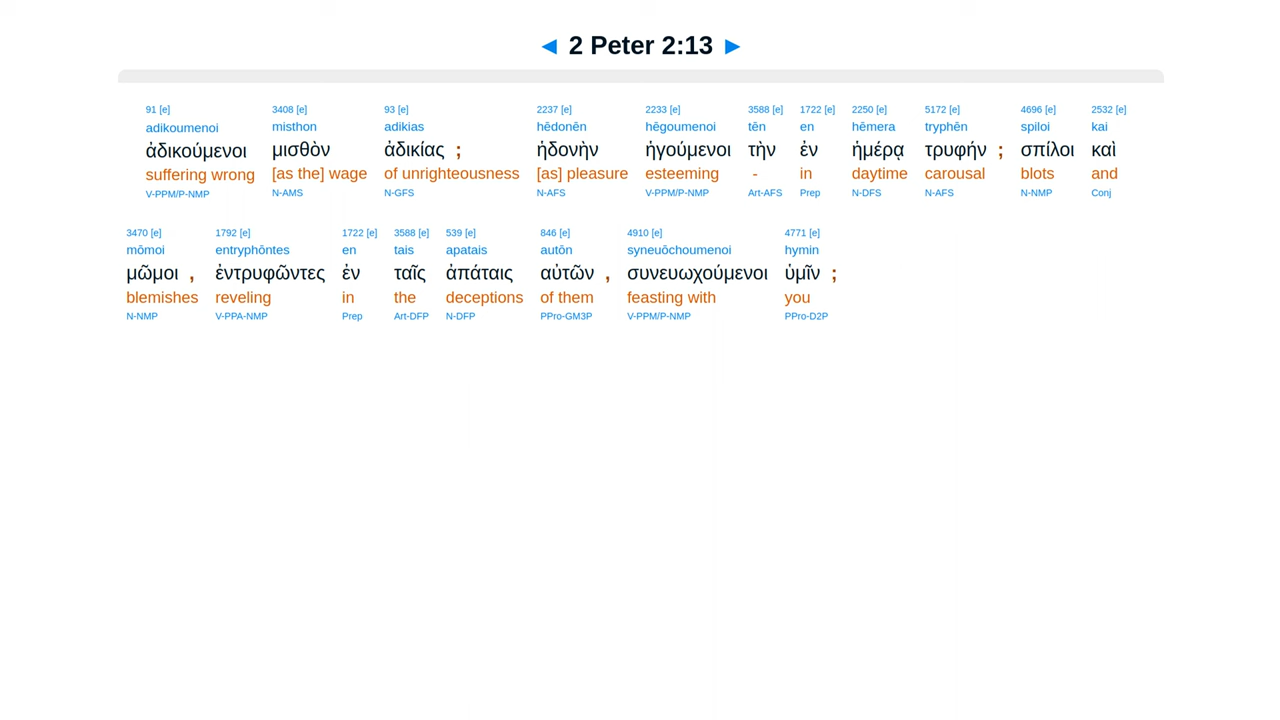 ◄ 2 Peter 2:13 ►
91 [e] 3408 [e] 93 [e] 2237 [e] 2233 [e] 3588 [e] 1722 [e] 2250 [e] 5172 [e] 4696 [e] 2532 [e]
adikoumenoi misthon adikias hēdonēn hēgoumenoi tēn en hēmera tryphēn spiloi kai
ἀδικούμενοι μισθὸν ἀδικίας ; ἡδονὴν ἡγούμενοι τὴν ἐν ἡμέρᾳ τρυφήν ; σπίλοι καὶ
suffering wrong [as the] wage of unrighteousness [as] pleasure esteeming - in daytime carousal blots and
V-PPM/P-NMP N-AMS N-GFS N-AFS V-PPM/P-NMP Art-AFS Prep N-DFS N-AFS N-NMP Conj
3470 [e] 1792 [e] 1722 [e] 3588 [e] 539 [e] 846 [e] 4910 [e] 4771 [e]
mōmoi entryphōntes en tais apatais autōn syneuōchoumenoi hymin
μῶμοι , ἐντρυφῶντες ἐν ταῖς ἀπάταις αὐτῶν , συνευωχούμενοι ὑμῖν ;
blemishes reveling in the deceptions of them feasting with you
N-NMP V-PPA-NMP Prep Art-DFP N-DFP PPro-GM3P V-PPM/P-NMP PPro-D2P